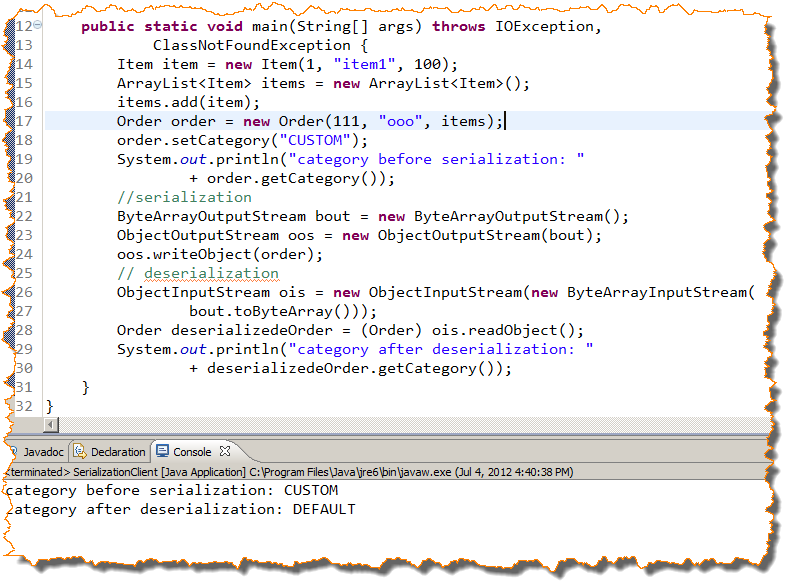 12 public static void main(String[] args) throws IOException,
13 ClassNotFoundException {
14 Item item = new Item(1, "item1", 100);
15 ArrayList<Item> items = new ArrayList<Item>();
16 items.add(item);
17 Order order = new Order(111, "ooo", items);
18 order.setCategory("CUSTOM");
19 System.out.println("category before serialization: "
20 + order.getCategory());
21 //serialization
22 ByteArrayOutputStream bout = new ByteArrayOutputStream();
23 ObjectOutputStream oos = new ObjectOutputStream(bout);
24 oos.writeObject(order);
25 // deserialization
26 ObjectInputStream ois = new ObjectInputStream(new ByteArrayInputStream(
27 bout.toByteArray()));
28 Order deserializedeOrder = (Order) ois.readObject();
29 System.out.println("category after deserialization: "
30 + deserializedeOrder.getCategory());
31 }
32 }
@ Javadoc Declaration Console
<terminated> SerializationClient [Java Application] C:\Program Files\Java\jre6\bin\javaw.exe (Jul 4, 2012 4:40:38 PM)
category before serialization: CUSTOM
category after deserialization: DEFAULT